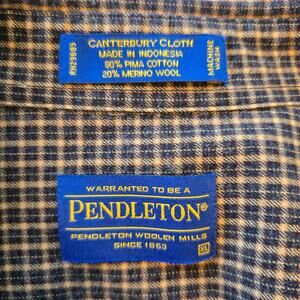 CANTERBURY CLOTH
MADE IN INDONESIA
80% PIMA COTTON
20% MERINO WOOL
RN29685
MACHINE
WASH
WARRANTED TO BE A
PENDLETON®
PENDLETON WOOLEN MILLS
SINCE 1863
XL